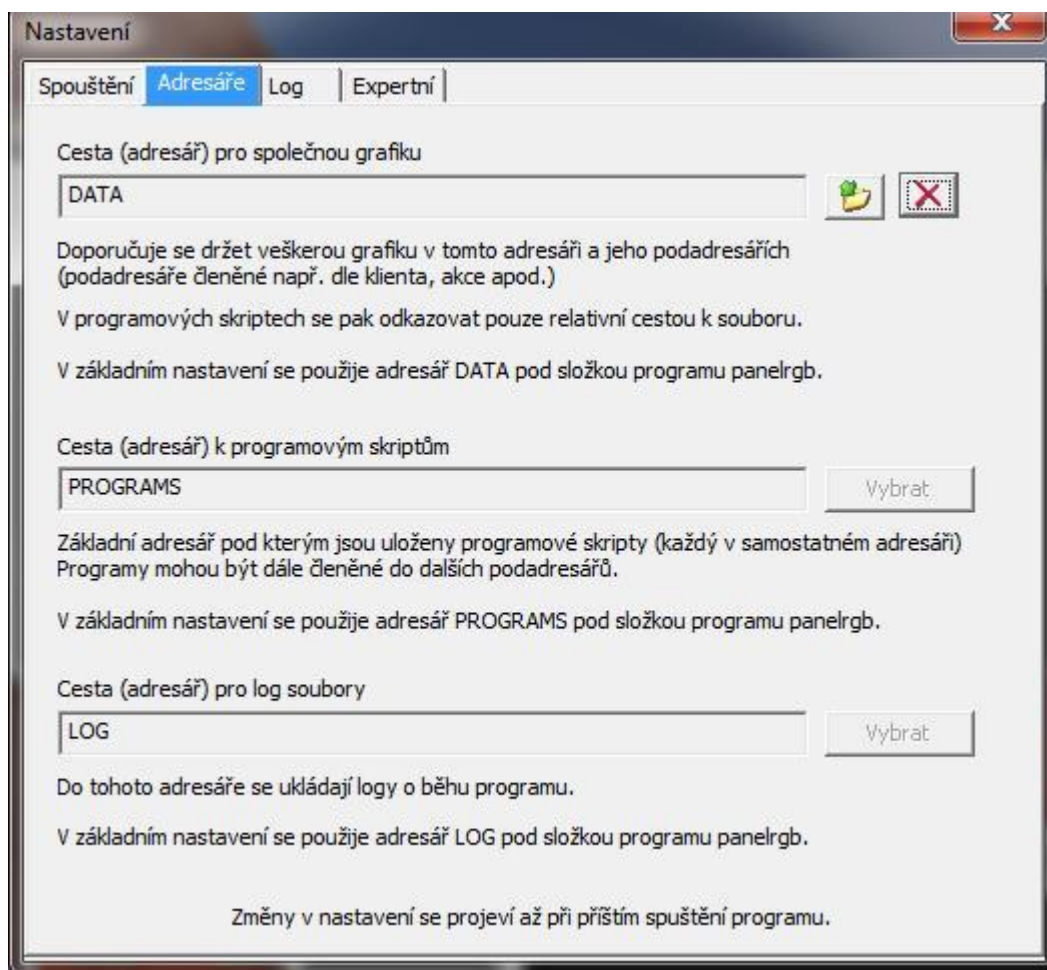 Nastavení
Spouštění Adresáře Log Expertní
Cesta (adresář) pro společnou grafiku
DATA
Doporučuje se držet veškerou grafiku v tomto adresáři a jeho podadresářích
(podadresáře členěné např. dle klienta, akce apod.)
V programových skriptech se pak odkazovat pouze relativní cestou k souboru.
V základním nastavení se použije adresář DATA pod složkou programu panelrgb.
Cesta (adresář) k programovým skriptům
PROGRAMS Vybrat
Základní adresář pod kterým jsou uloženy programové skripty (každý v samostatném adresáři)
Programy mohou být dále členěné do dalších podadresářů.
V základním nastavení se použije adresář PROGRAMS pod složkou programu panelrgb.
Cesta (adresář) pro log soubory
LOG Vybrat
Do tohoto adresáře se ukládají logy o běhu programu.
V základním nastavení se použije adresář LOG pod složkou programu panelrgb.
Změny v nastavení se projeví až při příštím spuštění programu.